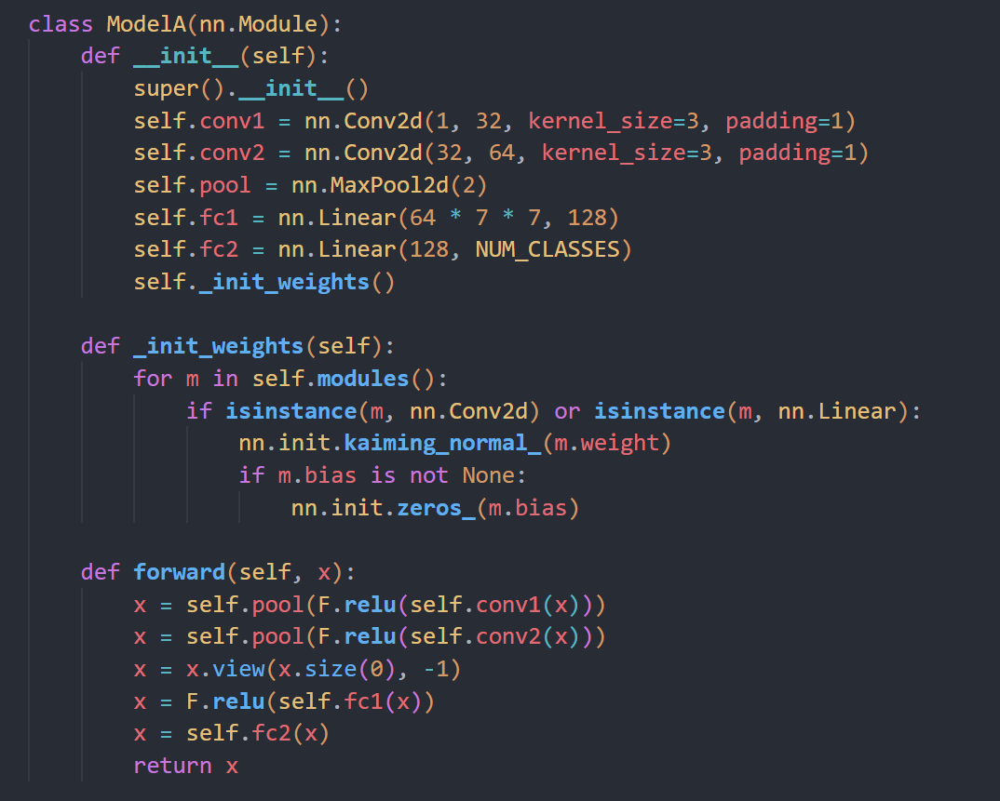 class ModelA(nn.Module):
    def __init__(self):
        super().__init__()
        self.conv1 = nn.Conv2d(1, 32, kernel_size=3, padding=1)
        self.conv2 = nn.Conv2d(32, 64, kernel_size=3, padding=1)
        self.pool = nn.MaxPool2d(2)
        self.fc1 = nn.Linear(64 * 7 * 7, 128)
        self.fc2 = nn.Linear(128, NUM_CLASSES)
        self._init_weights()

    def _init_weights(self):
        for m in self.modules():
            if isinstance(m, nn.Conv2d) or isinstance(m, nn.Linear):
                nn.init.kaiming_normal_(m.weight)
                if m.bias is not None:
                    nn.init.zeros_(m.bias)

    def forward(self, x):
        x = self.pool(F.relu(self.conv1(x)))
        x = self.pool(F.relu(self.conv2(x)))
        x = x.view(x.size(0), -1)
        x = F.relu(self.fc1(x))
        x = self.fc2(x)
        return x